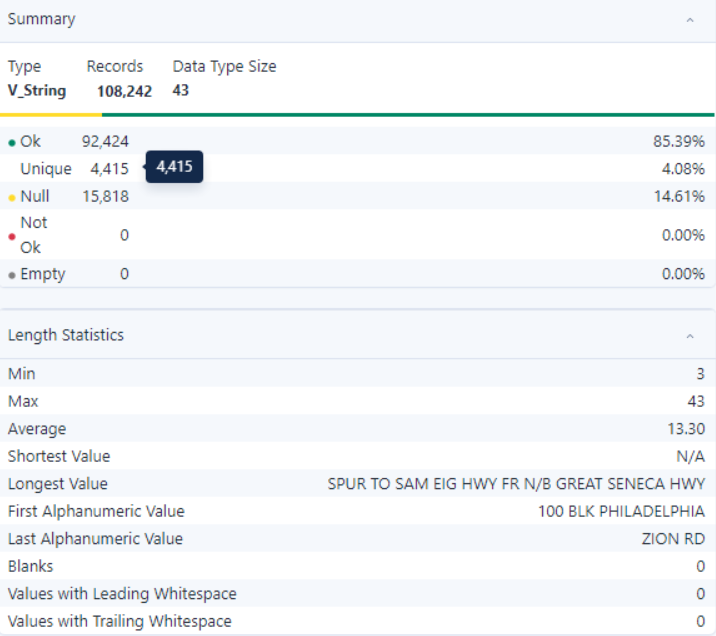 Summary
Type Records Data Type Size
V_String 108,242 43
Ok 92,424 85.39%
Unique 4,415 4,415 4.08%
Null 15,818 14.61%
Not
Ok 0 0.00%
Empty 0 0.00%
Length Statistics
Min 3
Max 43
Average 13.30
Shortest Value N/A
Longest Value SPUR TO SAM EIG HWY FR N/B GREAT SENECA HWY
First Alphanumeric Value 100 BLK PHILADELPHIA
Last Alphanumeric Value ZION RD
Blanks 0
Values with Leading Whitespace 0
Values with Trailing Whitespace 0